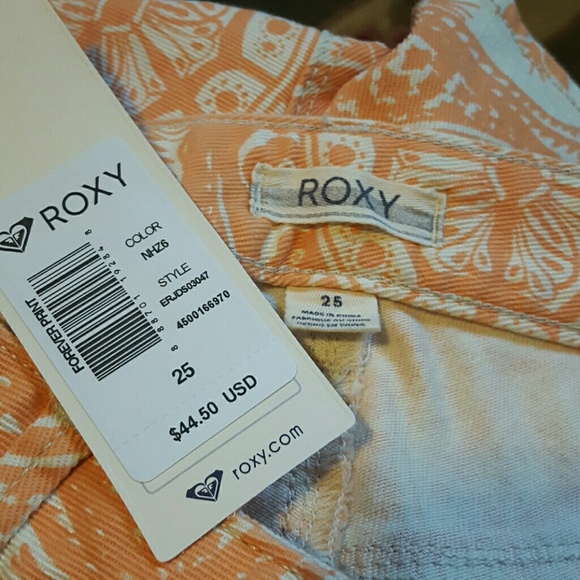 ROXY
COLOR
NHZ6
STYLE
ERJDS03047
4500166970
FOREVER PRINT
25
$44.50 USD
roxy.com
ROXY
25
MADE IN CHINA